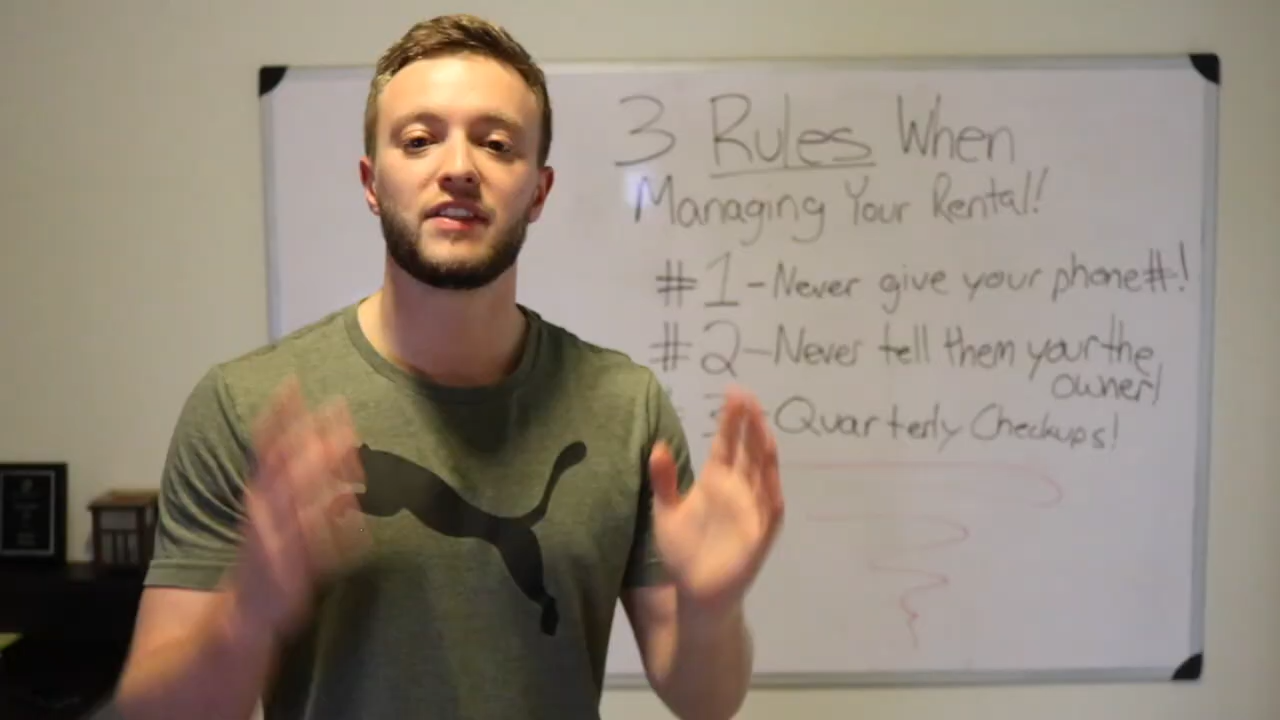 3 Rules When
Managing Your Rental!
#1-Never give your phone#!
#2-Never tell them your the
owner!
3-Quarterly Checkups!